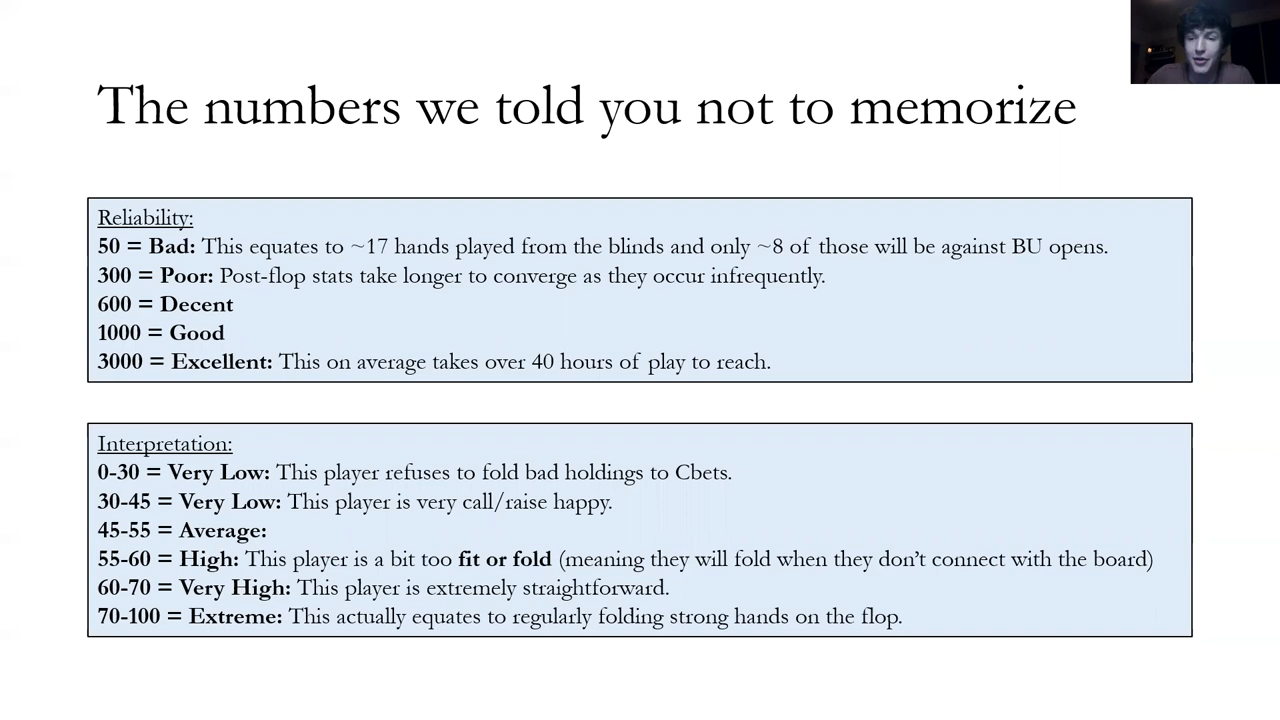 The numbers we told you not to memorize
Reliability:
50 = Bad: This equates to ~17 hands played from the blinds and only ~8 of those will be against BU opens.
300 = Poor: Post-flop stats take longer to converge as they occur infrequently.
600 = Decent
1000 = Good
3000 = Excellent: This on average takes over 40 hours of play to reach.
Interpretation:
0-30 = Very Low: This player refuses to fold bad holdings to Cbets.
30-45 = Very Low: This player is very call/raise happy.
45-55 = Average:
55-60 = High: This player is a bit too fit or fold (meaning they will fold when they don’t connect with the board)
60-70 = Very High: This player is extremely straightforward.
70-100 = Extreme: This actually equates to regularly folding strong hands on the flop.